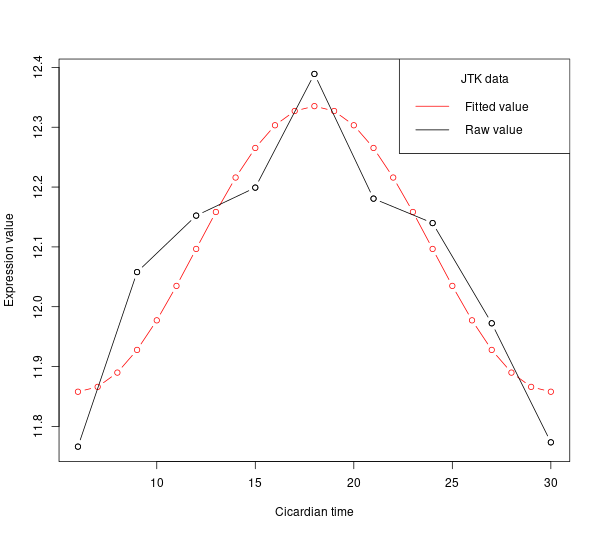 JTK data
Fitted value
Raw value
Expression value
12.4
12.3
12.2
12.1
12.0
11.9
11.8
10 15 20 25 30
Cicardian time